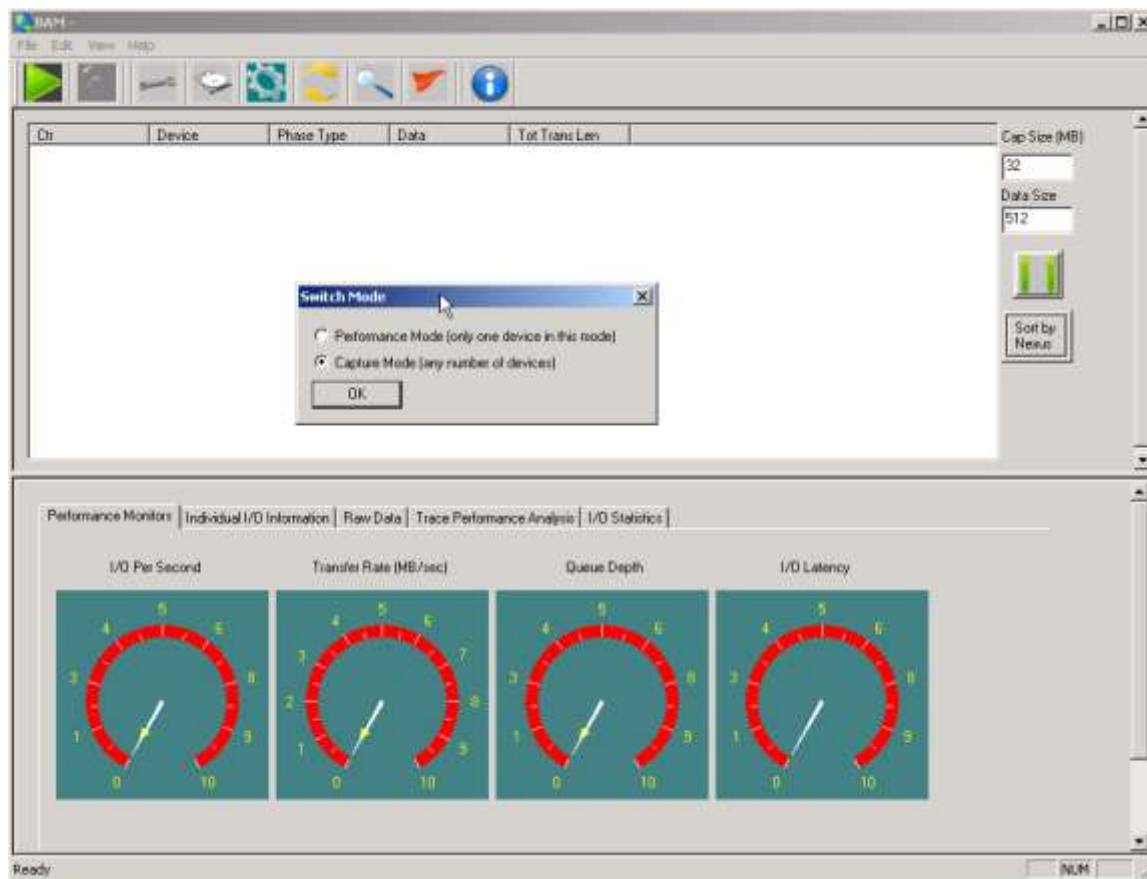 BAM -
File Edit View Help
Ctr Device Phase Type Data Tot Trans Len
Cap Size (MB)
32
Data Size
512
Sort by
Nexus
Switch Mode
Performance Mode (only one device in this mode)
Capture Mode (any number of devices)
OK
Performance Monitors Individual I/O Information Raw Data Trace Performance Analysis I/O Statistics
I/O Per Second Transfer Rate (MB/sec) Queue Depth I/O Latency
0 1 3 4 5 6 8 9 10
0 1 2 3 4 5 6 7 8 9 10
0 1 3 4 5 6 8 9 10
0 1 3 4 5 6 8 9 10
Ready NUM